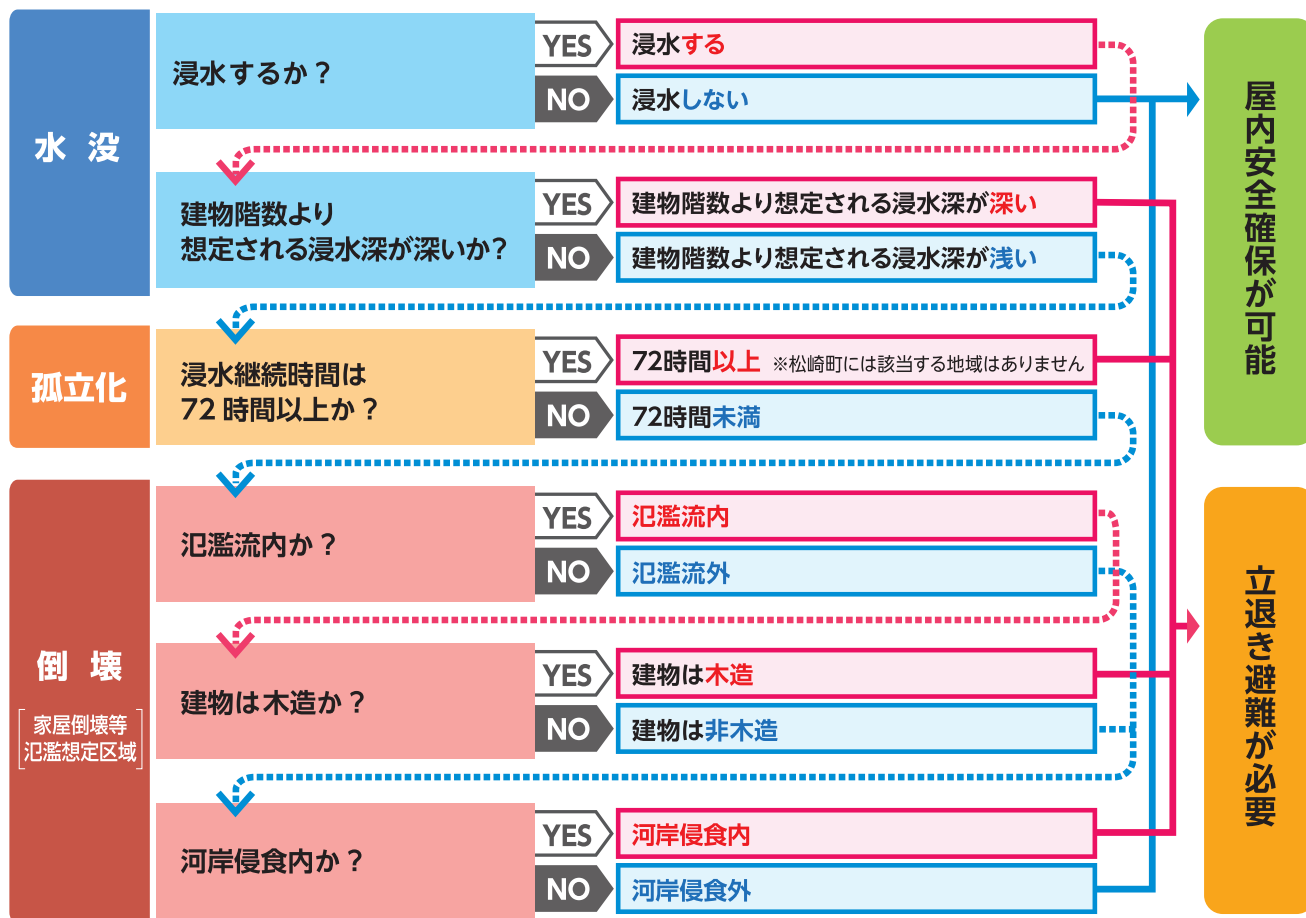 水没
浸水するか？
YES
浸水する
NO
浸水しない
建物階数より
想定される浸水深が深いか?
YES
建物階数より想定される浸水深が深い
NO
建物階数より想定される浸水深が浅い
孤立化
浸水継続時間は
72時間以上か？
YES
72時間以上 ※松崎町には該当する地域はありません
NO
72時間未満
倒壊
家屋倒壊等
氾濫想定区域
氾濫流内か？
YES
氾濫流内
NO
氾濫流外
建物は木造か？
YES
建物は木造
NO
建物は非木造
河岸侵食内か？
YES
河岸侵食内
NO
河岸侵食外
屋内安全確保が可能
立退き避難が必要